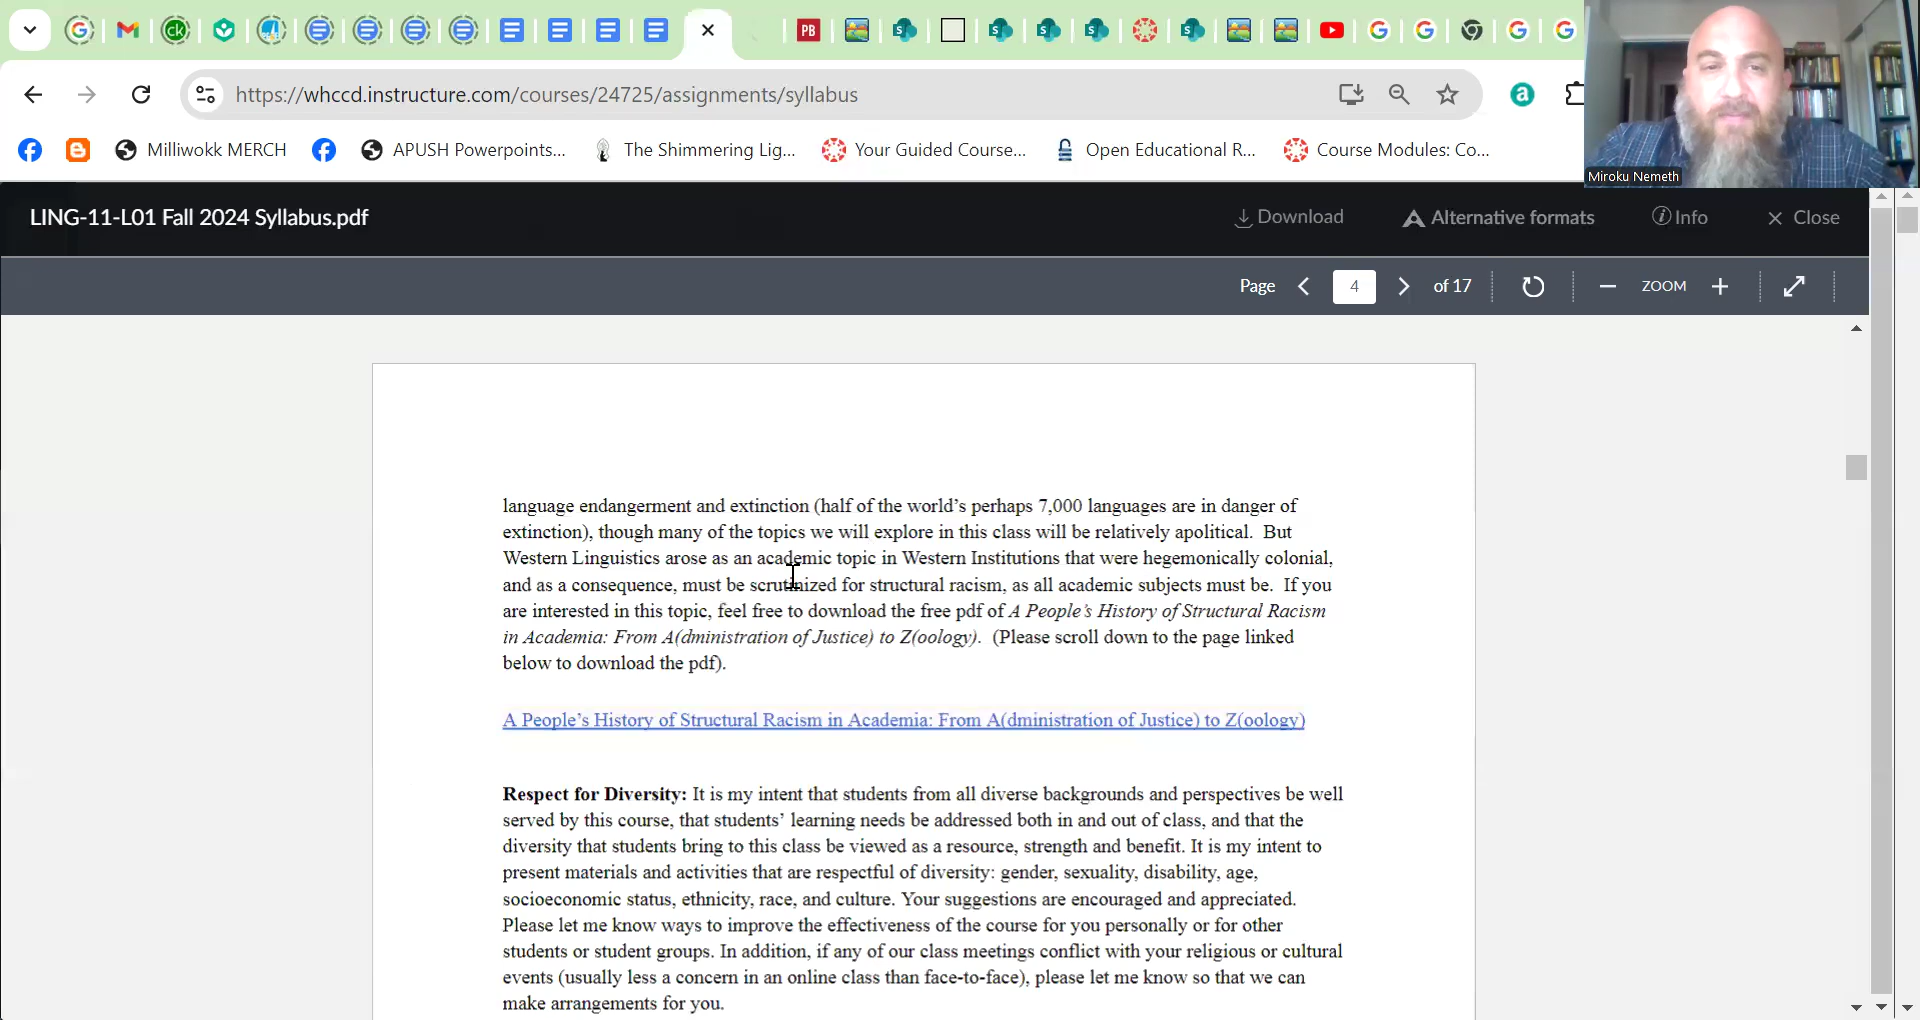 PB
ck
https://whccd.instructure.com/courses/24725/assignments/syllabus
a
Milliwokk MERCH
APUSH Powerpoints...
The Shimmering Lig...
Your Guided Course...
Open Educational R...
Course Modules: Co...
Miroku Nemeth
LING-11-L01 Fall 2024 Syllabus.pdf
Download
Alternative formats
Info
Close
Page
4
of 17
ZOOM
language endangerment and extinction (half of the world’s perhaps 7,000 languages are in danger of
extinction), though many of the topics we will explore in this class will be relatively apolitical.  But
Western Linguistics arose as an academic topic in Western Institutions that were hegemonically colonial,
and as a consequence, must be scrutinized for structural racism, as all academic subjects must be.  If you
are interested in this topic, feel free to download the free pdf of A People’s History of Structural Racism
in Academia: From A(dministration of Justice) to Z(oology).  (Please scroll down to the page linked
below to download the pdf).
A People’s History of Structural Racism in Academia: From A(dministration of Justice) to Z(oology)
Respect for Diversity: It is my intent that students from all diverse backgrounds and perspectives be well
served by this course, that students’ learning needs be addressed both in and out of class, and that the
diversity that students bring to this class be viewed as a resource, strength and benefit. It is my intent to
present materials and activities that are respectful of diversity: gender, sexuality, disability, age,
socioeconomic status, ethnicity, race, and culture. Your suggestions are encouraged and appreciated.
Please let me know ways to improve the effectiveness of the course for you personally or for other
students or student groups. In addition, if any of our class meetings conflict with your religious or cultural
events (usually less a concern in an online class than face-to-face), please let me know so that we can
make arrangements for you.